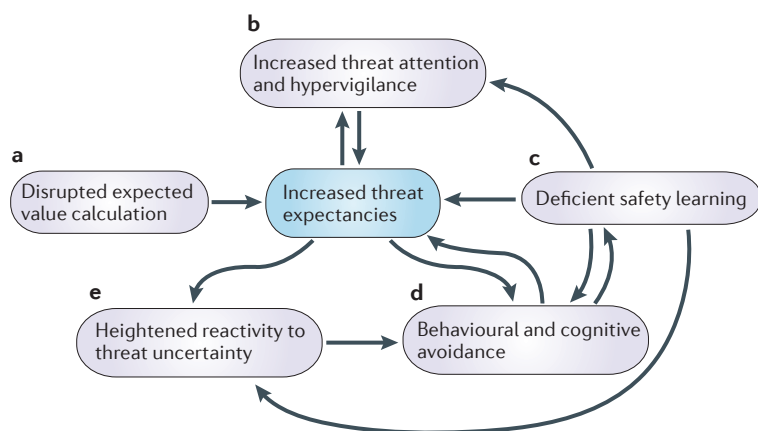 b
Increased threat attention
and hypervigilance
a
Disrupted expected
value calculation
Increased threat
expectancies
c
Deficient safety learning
e
Heightened reactivity to
threat uncertainty
d
Behavioural and cognitive
avoidance